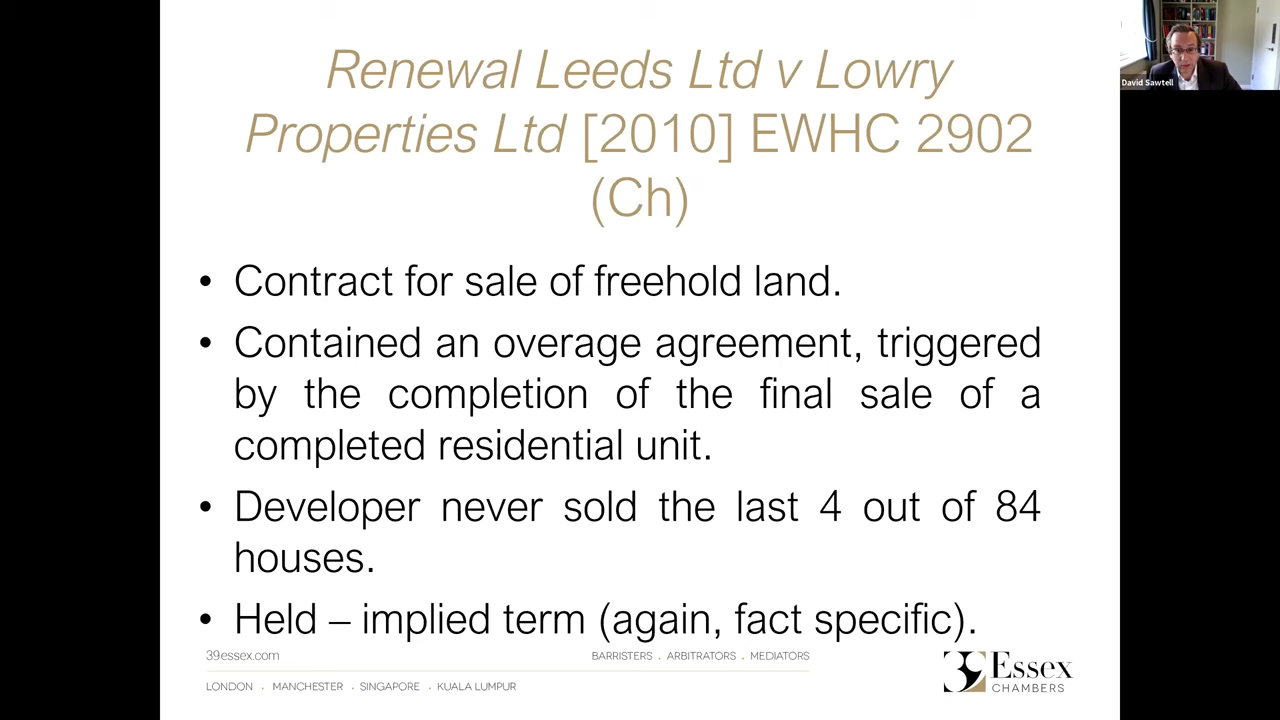 Renewal Leeds Ltd v Lowry
Properties Ltd [2010] EWHC 2902
(Ch)
• Contract for sale of freehold land.
• Contained an overage agreement, triggered
by the completion of the final sale of a
completed residential unit.
• Developer never sold the last 4 out of 84
houses.
• Held – implied term (again, fact specific).
39essex.com
BARRISTERS . ARBITRATORS . MEDIATORS
LONDON . MANCHESTER . SINGAPORE . KUALA LUMPUR
39 Essex
CHAMBERS
David Sawtell